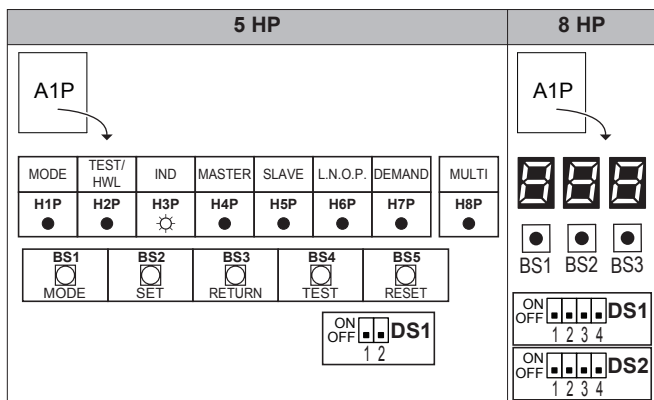 5 HP
A1P
MODE TEST/ HWL IND MASTER SLAVE L.N.O.P. DEMAND MULTI
H1P H2P H3P H4P H5P H6P H7P H8P
BS1 BS2 BS3 BS4 BS5
MODE SET RETURN TEST RESET
ON
OFF DS1
1 2
8 HP
A1P
888
BS1 BS2 BS3
ON
OFF DS1
1 2 3 4
ON
OFF DS2
1 2 3 4